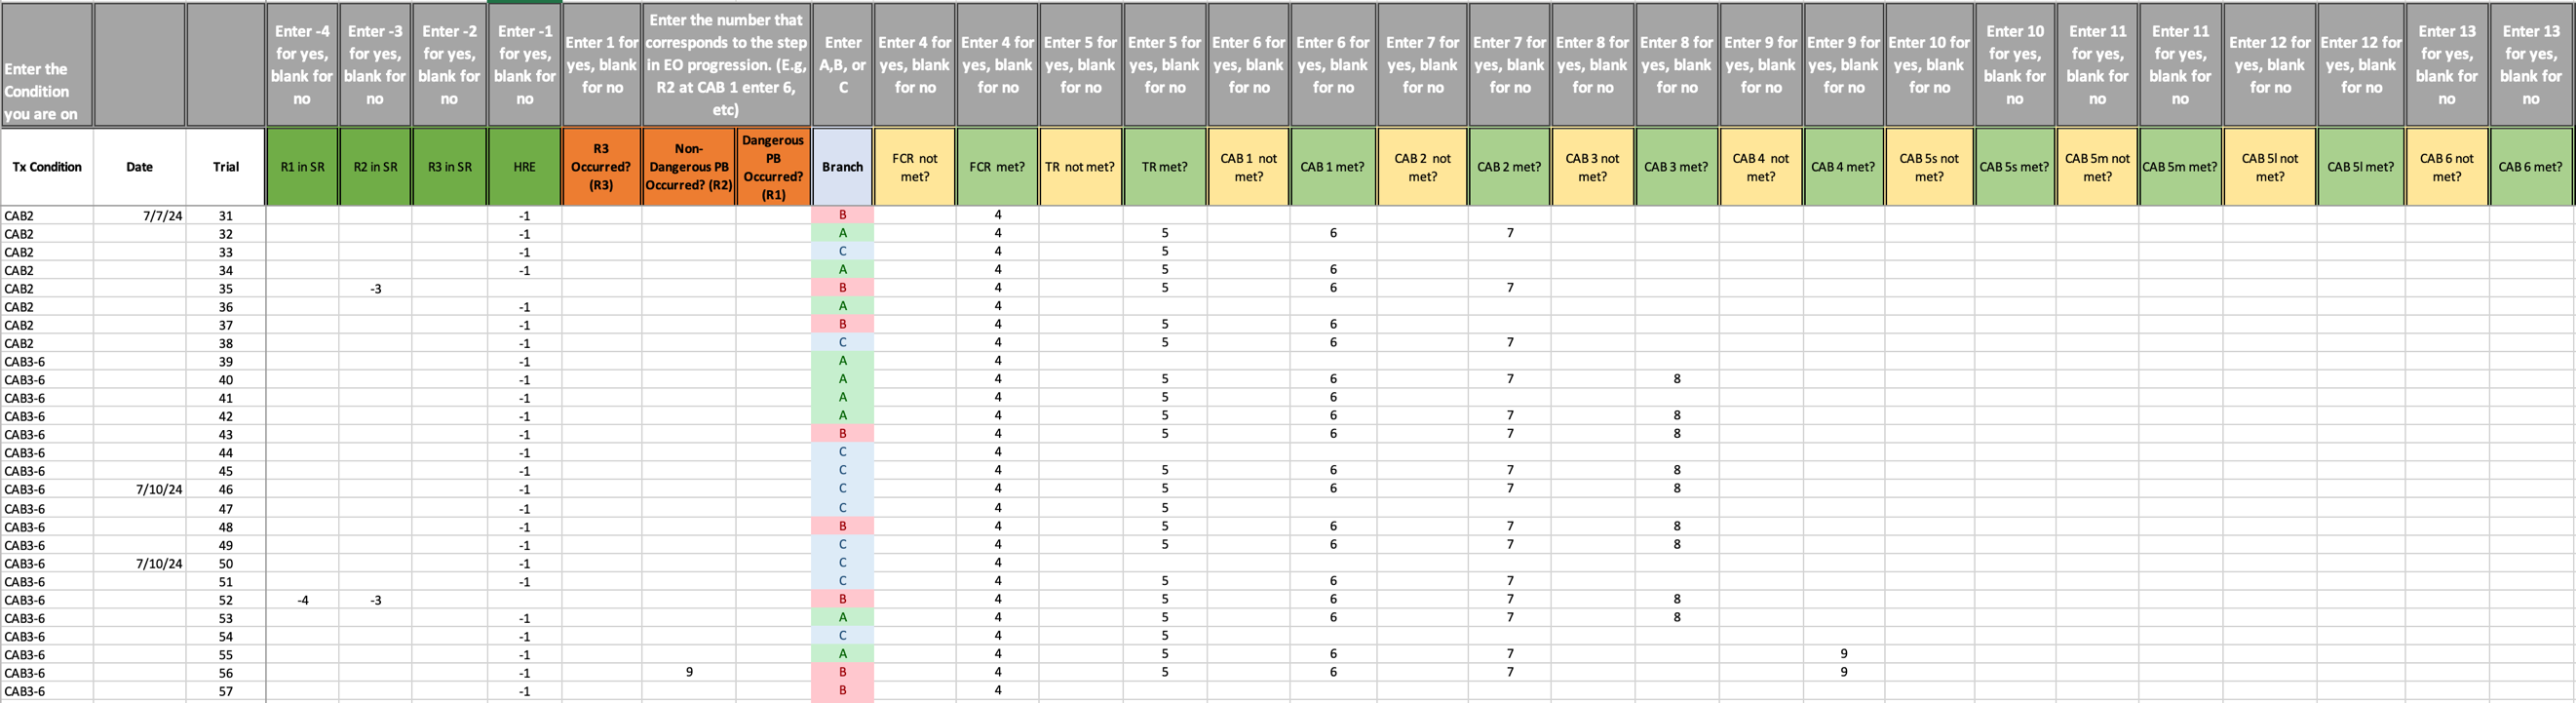 Enter the Condition you are on Enter -4 for yes, blank for no Enter -3 for yes, blank for no Enter -2 for yes, blank for no Enter -1 for yes, blank for no Enter 1 for yes, blank for no Enter the number that corresponds to the step in EO progression. (E.g, R2 at CAB 1 enter 6, etc) Enter A,B, or C Enter 4 for yes, blank for no Enter 4 for yes, blank for no Enter 5 for yes, blank for no Enter 5 for yes, blank for no Enter 6 for yes, blank for no Enter 6 for yes, blank for no Enter 7 for yes, blank for no Enter 7 for yes, blank for no Enter 8 for yes, blank for no Enter 8 for yes, blank for no Enter 9 for yes, blank for no Enter 9 for yes, blank for no Enter 10 for yes, blank for no Enter 10 for yes, blank for no Enter 11 for yes, blank for no Enter 11 for yes, blank for no Enter 12 for yes, blank for no Enter 12 for yes, blank for no Enter 13 for yes, blank for no Enter 13 for yes, blank for no
Tx Condition Date Trial R1 in SR R2 in SR R3 in SR HRE R3 Occurred? (R3) Non-Dangerous PB Occurred? (R2) Dangerous PB Occurred? (R1) Branch FCR not met? FCR met? TR not met? TR met? CAB 1 not met? CAB 1 met? CAB 2 not met? CAB 2 met? CAB 3 not met? CAB 3 met? CAB 4 not met? CAB 4 met? CAB 5s not met? CAB 5s met? CAB 5m not met? CAB 5m met? CAB 5l not met? CAB 5l met? CAB 6 not met? CAB 6 met?
CAB2 7/7/24 31 -1 B 4
CAB2 32 -1 A 4 5 6 7
CAB2 33 -1 C 4 5
CAB2 34 -1 A 4 5 6
CAB2 35 -3 B 4 5 6 7
CAB2 36 -1 A 4
CAB2 37 -1 B 4 5 6
CAB2 38 -1 C 4 5 6 7
CAB3-6 39 -1 A 4
CAB3-6 40 -1 A 4 5 6 7 8
CAB3-6 41 -1 A 4 5 6
CAB3-6 42 -1 A 4 5 6 7 8
CAB3-6 43 -1 B 4 5 6 7 8
CAB3-6 44 -1 C 4
CAB3-6 45 -1 C 4 5 6 7 8
CAB3-6 7/10/24 46 -1 C 4 5 6 7 8
CAB3-6 47 -1 C 4 5
CAB3-6 48 -1 B 4 5 6 7 8
CAB3-6 49 -1 C 4 5 6 7 8
CAB3-6 7/10/24 50 -1 C 4
CAB3-6 51 -1 C 4 5 6 7
CAB3-6 52 -4 -3 B 4 5 6 7 8
CAB3-6 53 -1 A 4 5 6 7 8
CAB3-6 54 -1 C 4 5
CAB3-6 55 -1 A 4 5 6 7 9
CAB3-6 56 -1 9 B 4 5 6 7 9
CAB3-6 57 -1 B 4